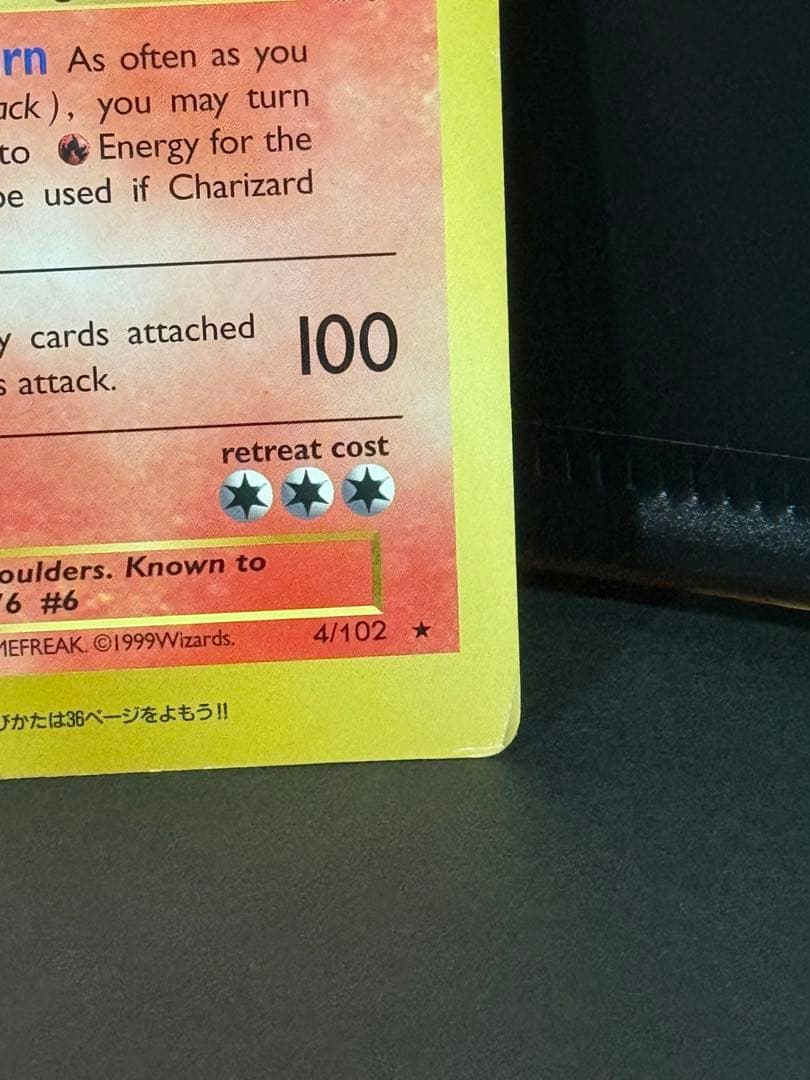 rn As often as you
ack), you may turn
to Energy for the
be used if Charizard
y cards attached
100
s attack.
retreat cost
oulders. Known to
6 #6
MEFREAK. ©1999Wizards.
4/102 ★
びかたは36ページをよもう!!